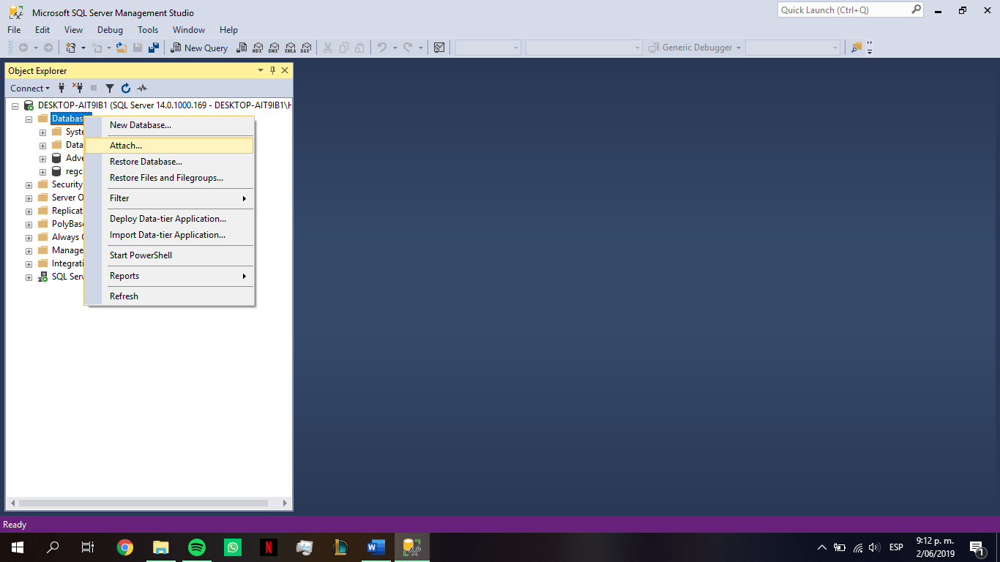 Microsoft SQL Server Management Studio
Quick Launch (Ctrl+Q)
File Edit View Debug Tools Window Help
New Query MDX DMX XMLA DAX Generic Debugger
Object Explorer
Connect
DESKTOP-AIT9IB1 (SQL Server 14.0.1000.169 - DESKTOP-AIT9IB1\H
Databas
Syste
Data
Adve
regc
Security
Server O
Replicat
PolyBase
Always
Manage
Integrati
SQL Serv
New Database...
Attach...
Restore Database...
Restore Files and Filegroups...
Filter
Deploy Data-tier Application...
Import Data-tier Application...
Start PowerShell
Reports
Refresh
Ready
N
W
ESP
9:12 p. m.
2/06/2019
1